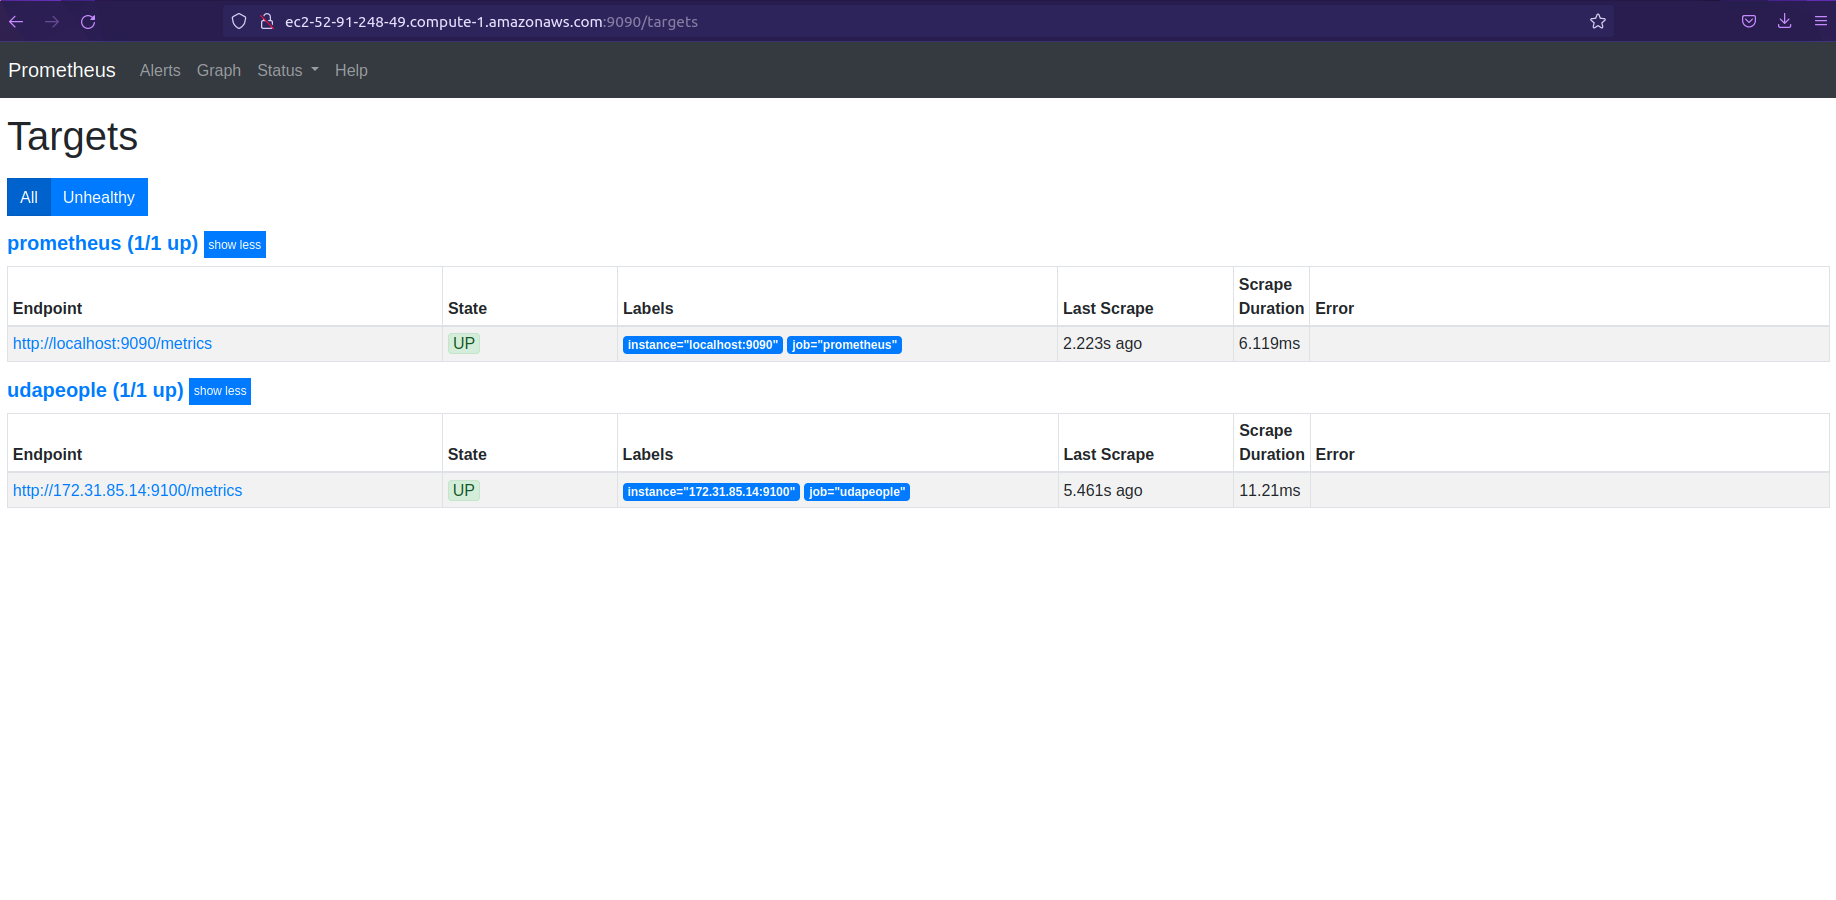 ec2-52-91-248-49.compute-1.amazonaws.com:9090/targets
Prometheus Alerts Graph Status Help
Targets
All Unhealthy
prometheus (1/1 up) show less
Endpoint State Labels Last Scrape Scrape Duration Error
http://localhost:9090/metrics UP instance="localhost:9090" job="prometheus" 2.223s ago 6.119ms
udapeople (1/1 up) show less
Endpoint State Labels Last Scrape Scrape Duration Error
http://172.31.85.14:9100/metrics UP instance="172.31.85.14:9100" job="udapeople" 5.461s ago 11.21ms